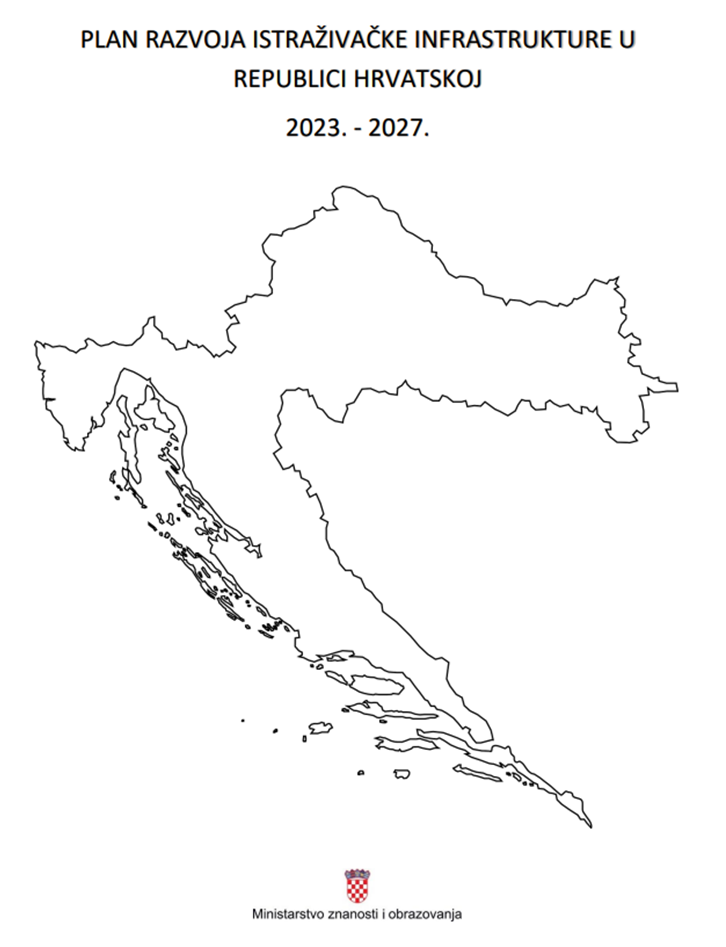 PLAN RAZVOJA ISTRAŽIVAČKE INFRASTRUKTURE U
REPUBLICI HRVATSKOJ
2023. - 2027.
Ministarstvo znanosti i obrazovanja